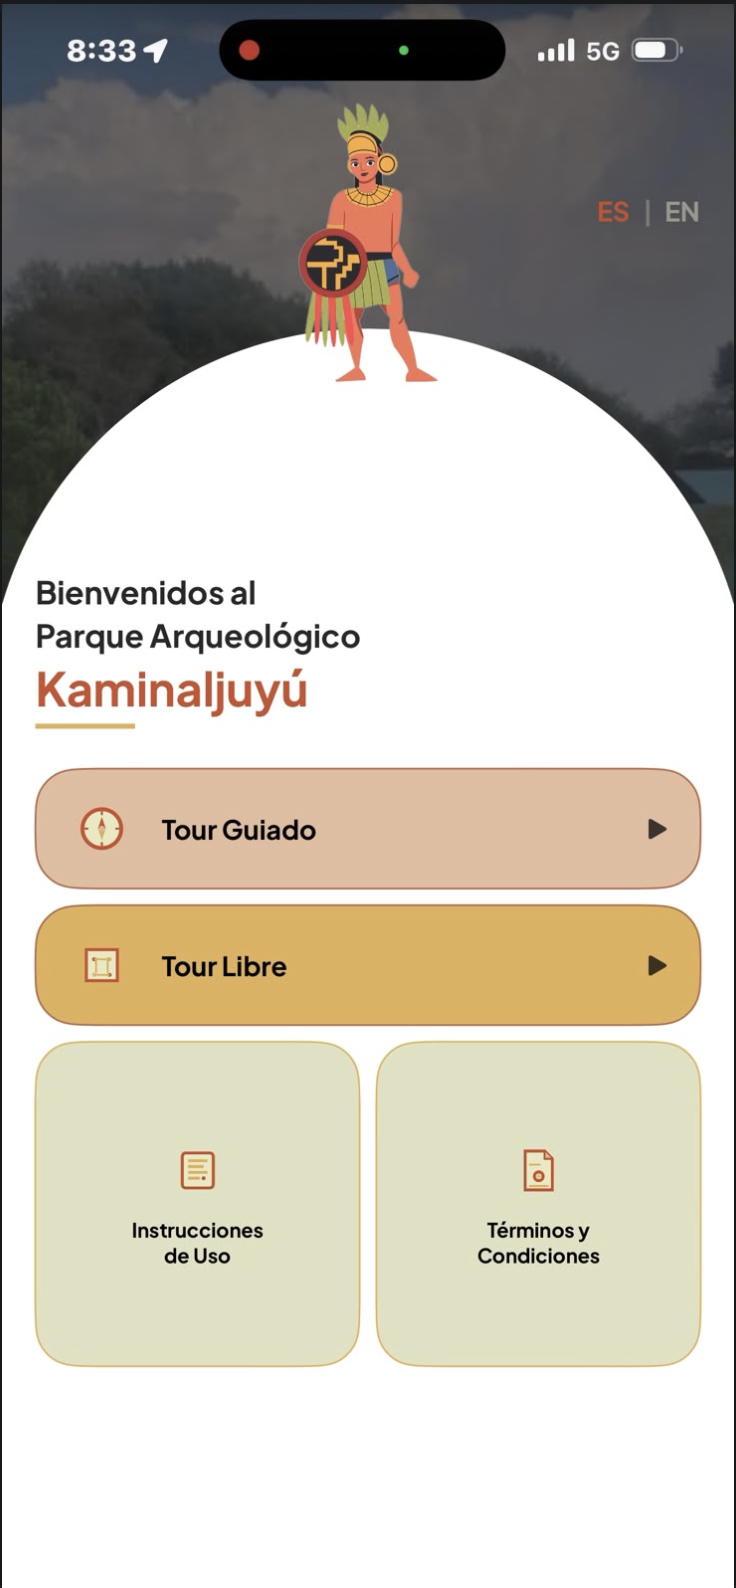 8:33
5G
ES | EN
Bienvenidos al
Parque Arqueológico
Kaminaljuyú
Tour Guiado
Tour Libre
Instrucciones
de Uso
Términos y
Condiciones